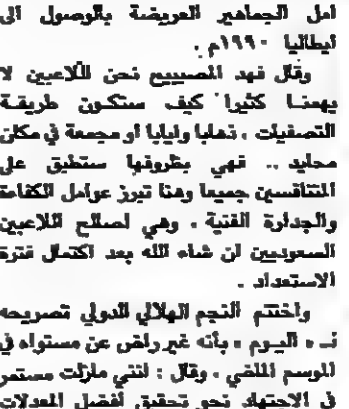 امل الجماهير العريضة بالوصول الى
ايطاليا ١٩٩٠م .
وقال فهد المصيبيح نحن اللاعبين لا
يهمنا كثيرا كيف ستكون طريقة
التصفيات ، ذهابا وايابا أو مجمعة في مكان
محايد .. فهي بظروفها ستطبق على
المتنافسين جميعا وهنا تبرز عوامل الكفاءة
والجدارة الفنية ، وهي لصالح اللاعبين
السعوديين ان شاء الله بعد اكتمال فترة
الاستعداد .
واختتم النجم الهلالي الدولي تصريحه
لـ « اليوم » بأنه غير راض عن مستواه في
الموسم الماضي ، وقال : انني مازلت مستمر
في الاجتهاد نحو تحقيق افضل المعدلات